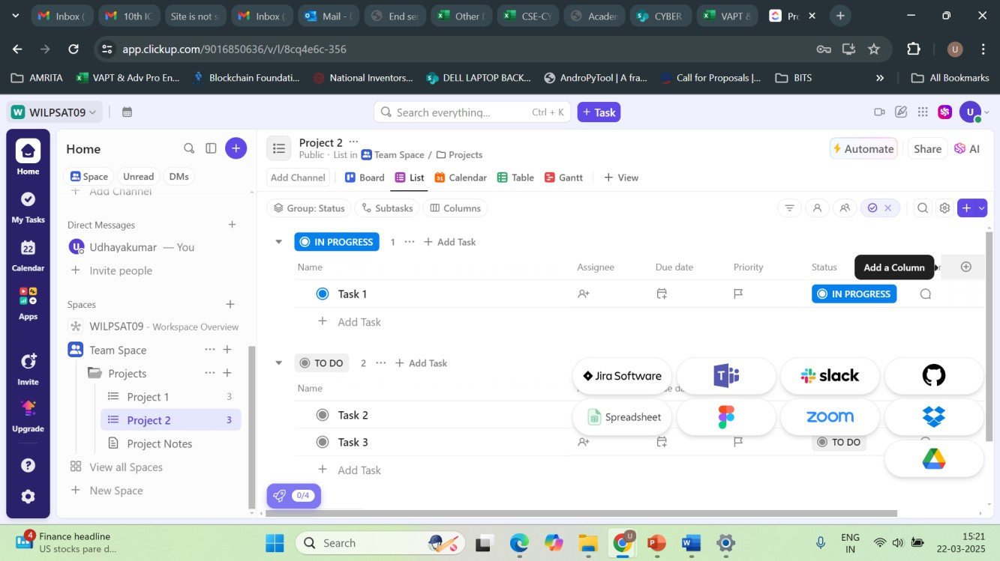 Inbox (
10th IC
Site is not s
Inbox (
Mail -
End ser
Other
CSE-CY
Acaden
CYBER
VAPT &
Pro
app.clickup.com/9016850636/v/l/8cq4e6c-356
U
AMRITA
VAPT & Adv Pro En...
Blockchain Foundati...
National Inventors...
DELL LAPTOP BACK...
AndroPyTool | A fra...
Call for Proposals |...
BITS
All Bookmarks
W WILPSAT09
Search everything... Ctrl + K
+ Task
U
Home
My Tasks
22
Calendar
Apps
Invite
Upgrade
Home
Space
Unread
DMs
Add Channel
Direct Messages
U Udhayakumar — You
Invite people
Spaces
WILPSAT09 - Workspace Overview
Team Space
Projects
Project 1 3
Project 2 3
Project Notes
View all Spaces
New Space
Project 2
Public · List in Team Space / Projects
Automate
Share
AI
Add Channel
Board
List
31 Calendar
Table
Gantt
+ View
Group: Status
Subtasks
Columns
IN PROGRESS 1 ... + Add Task
Name Assignee Due date Priority Status
Add a Column
Task 1 IN PROGRESS
+ Add Task
TO DO 2 ... + Add Task
Name
Task 2
Task 3 TO DO
+ Add Task
Jira Software
T
slack
Spreadsheet
zoom
0/4
4
Finance headline
US stocks pare d...
Search
U
P
W
ENG
IN
15:21
22-03-2025